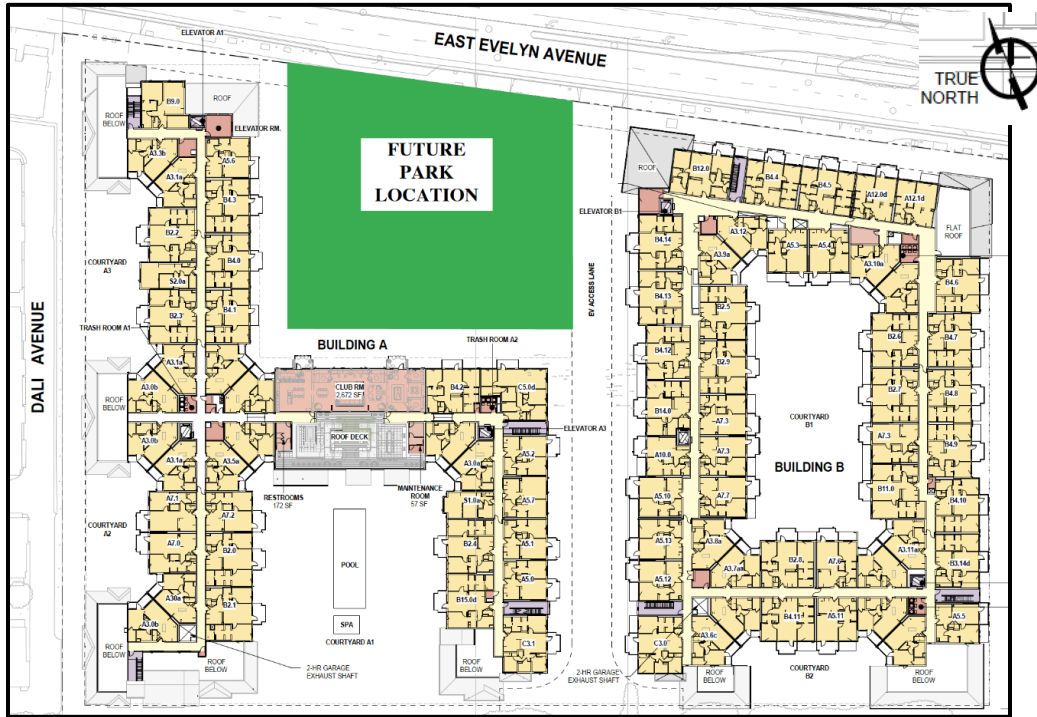 ELEVATOR A1
EAST EVELYN AVENUE
TRUE
NORTH
ROOF
BELOW
B9.0
ROOF
ELEVATOR RM.
A3.3b
A5.6
A3.1a
B4.3
B2.2
COURTYARD
A3
B4.0
S2.0a
B2.3
B4.1
TRASH ROOM A1
DALI AVENUE
FUTURE
PARK
LOCATION
EV ACCESS LANE
BUILDING A
TRASH ROOM A2
A3.1a
A3.0b
ROOF
BELOW
CLUB RM
2,672 SF
B4.2
C5.0d
ROOF DECK
ELEVATOR A3
A3.0b
A3.1a
A3.5a
A3.0a
A5.2
RESTROOMS
172 SF
MAINTENANCE
ROOM
57 SF
A7.1
A7.2
S1.0a
A5.7
COURTYARD
A2
A7.0
B2.0
B2.4
A5.1
POOL
A30a
B2.1
A5.0
B15.0d
A3.0b
SPA
COURTYARD A1
C3.1
ROOF
BELOW
ROOF
BELOW
2-HR GARAGE
EXHAUST SHAFT
ROOF
BELOW
ROOF
B12.0
B4.4
B4.5
A12.0d
A12.1d
ELEVATOR B1
FLAT
ROOF
B4.14
A3.12
A5.3
A5.4
A3.9a
A3.10a
B4.13
B2.5
B4.6
B4.12
B2.9
B2.6
B4.7
B2.7
B4.8
B14.0
A7.3
COURTYARD
B1
A7.3
B4.9
A10.0
A7.3
BUILDING B
A5.10
A7.7
B11.0
B4.10
A5.13
A3.8a
B2.8
A7.6
A3.11a
A3.7a
B3.14d
A5.12
C3.0
A3.6c
B4.11
A5.11
A5.5
2-HR GARAGE
EXHAUST SHAFT
ROOF
BELOW
COURTYARD
B2
ROOF
BELOW